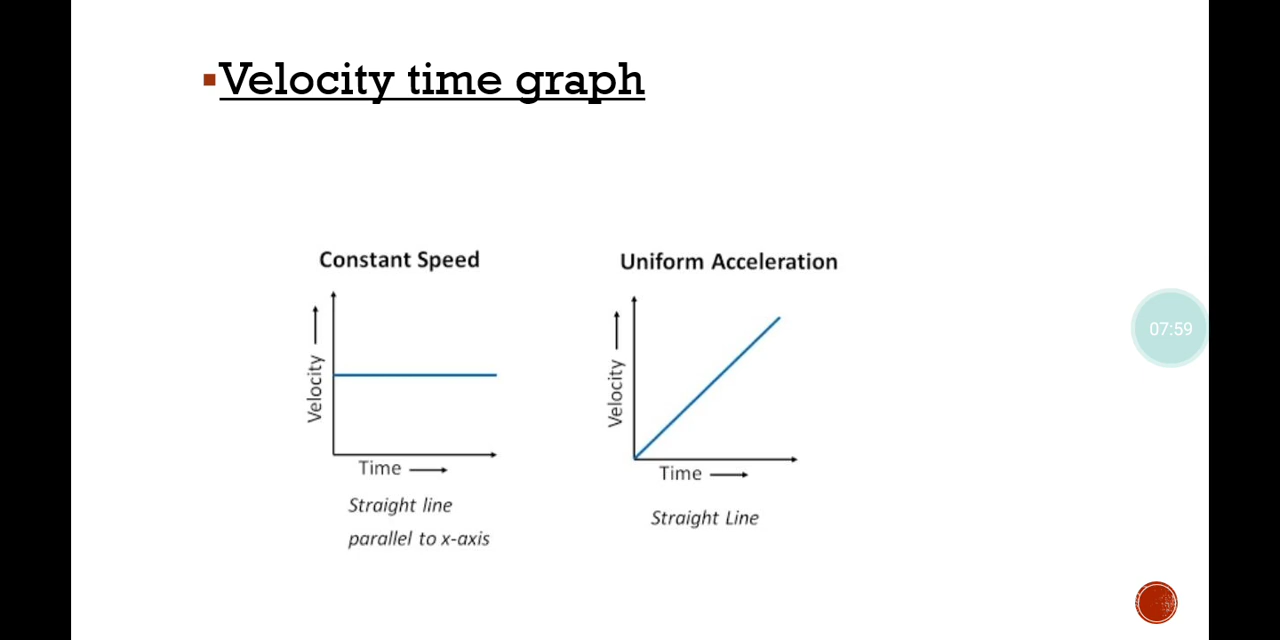 Velocity time graph
Constant Speed
Velocity
Time
Straight line
parallel to x-axis
Uniform Acceleration
Velocity
Time
Straight Line
07:59